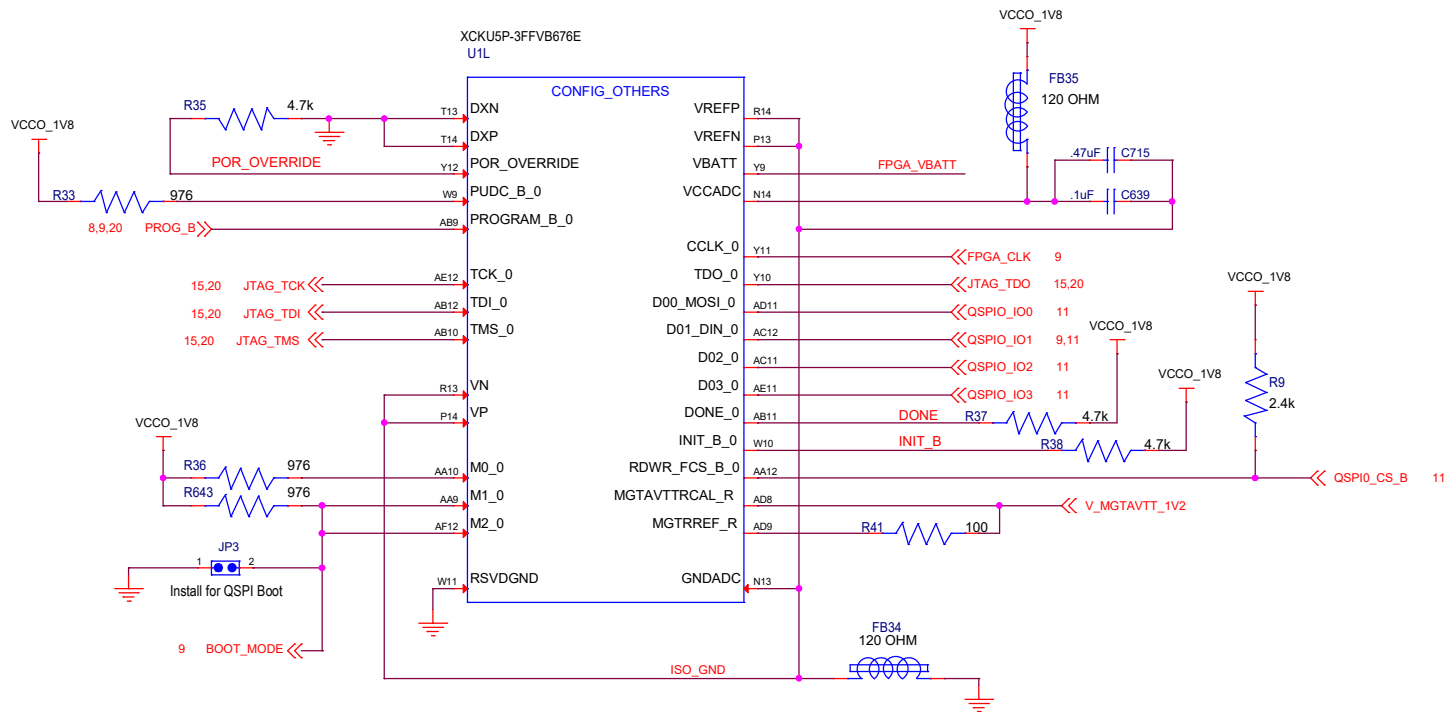 XCKU5P-3FFVB676E
U1L
CONFIG_OTHERS
VCCO_1V8
FB35
120 OHM
R35 4.7k
T13 DXN
VREFP R14
VCCO_1V8
T14 DXP
VREFN P13
POR_OVERRIDE
Y12 POR_OVERRIDE
VBATT Y9 FPGA_VBATT
.47uF C715
R33 976
W9 PUDC_B_0
VCCADC N14
.1uF C639
8,9,20 PROG_B
AB9 PROGRAM_B_0
CCLK_0 Y11 FPGA_CLK 9
15,20 JTAG_TCK AE12 TCK_0
TDO_0 Y10 JTAG_TDO 15,20
VCCO_1V8
15,20 JTAG_TDI AB12 TDI_0
D00_MOSI_0 AD11 QSPIO_IO0 11
15,20 JTAG_TMS AB10 TMS_0
D01_DIN_0 AC12 QSPIO_IO1 9,11
VCCO_1V8
D02_0 AC11 QSPIO_IO2 11
VCCO_1V8
R13 VN
D03_0 AE11 QSPIO_IO3 11
R9
2.4k
P14 VP
DONE_0 AB11 DONE R37 4.7k
VCCO_1V8
INIT_B_0 W10 INIT_B R38 4.7k
R36 976
AA10 M0_0
RDWR_FCS_B_0 AA12 QSPI0_CS_B 11
R643 976
AA9 M1_0
MGTAVTTRCAL_R AD8 V_MGTAVTT_1V2
AF12 M2_0
MGTRREF_R AD9 R41 100
JP3
1 2
Install for QSPI Boot
W11 RSVDGND
GNDADC N13
9 BOOT_MODE
FB34
120 OHM
ISO_GND